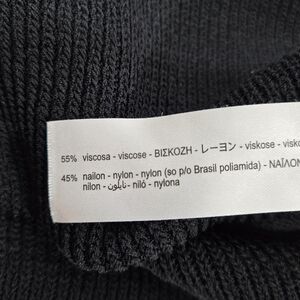 55% viscosa - viscose - ΒΙΣΚΟΖΗ - レーヨン - viskose - visko
45% nailon - nylon - nylon (so p/o Brasil poliamida) - ΝΑΪΛΟΝ
nilon - نايلون - niló - nylona